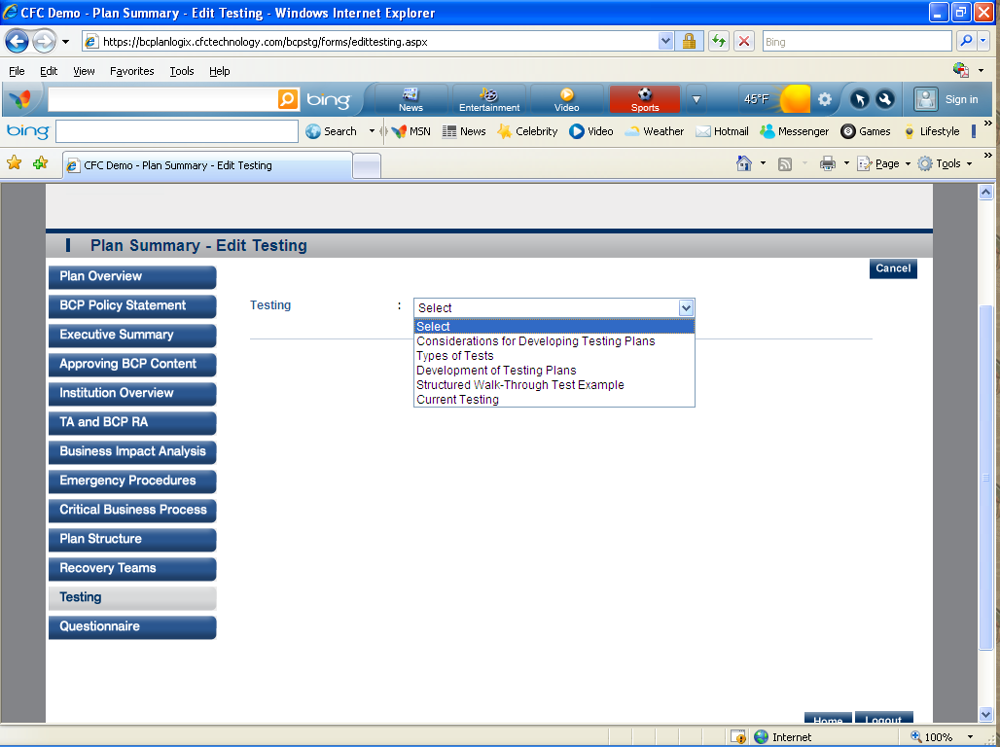 CFC Demo - Plan Summary - Edit Testing - Windows Internet Explorer
https://bcplanlogix.cfctechnology.com/bcpstg/forms/edittesting.aspx
Bing
File Edit View Favorites Tools Help
bing News Entertainment Video Sports 45°F Sign in
bing Search MSN News Celebrity Video Weather Hotmail Messenger Games Lifestyle
CFC Demo - Plan Summary - Edit Testing
Page Tools
Plan Summary - Edit Testing
Cancel
Plan Overview
BCP Policy Statement
Executive Summary
Approving BCP Content
Institution Overview
TA and BCP RA
Business Impact Analysis
Emergency Procedures
Critical Business Process
Plan Structure
Recovery Teams
Testing
Questionnaire
Testing : Select
Select
Considerations for Developing Testing Plans
Types of Tests
Development of Testing Plans
Structured Walk-Through Test Example
Current Testing
Home Logout
Internet 100%